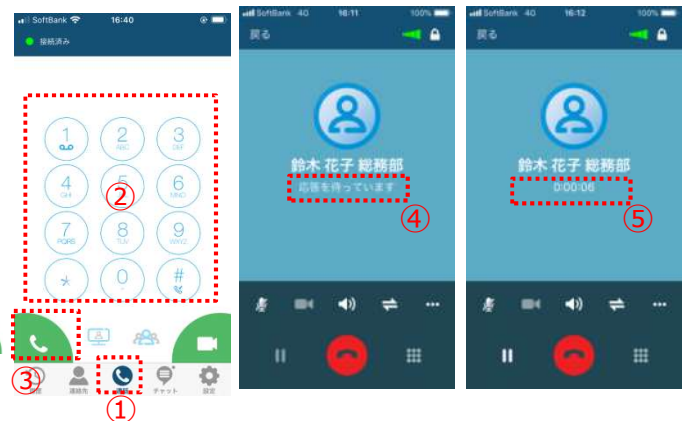 SoftBank 16:40
接続済み
1
2 ABC
3 DEF
4 GHI
5
6 MNO
7 PQRS
8 TUV
9 WXYZ
*
0
#
②
③
連絡先
チャット
設定
①
SoftBank 4G 16:11 100%
戻る
鈴木 花子 総務部
応答を待っています
④
SoftBank 4G 16:12 100%
戻る
鈴木 花子 総務部
0:00:06
⑤